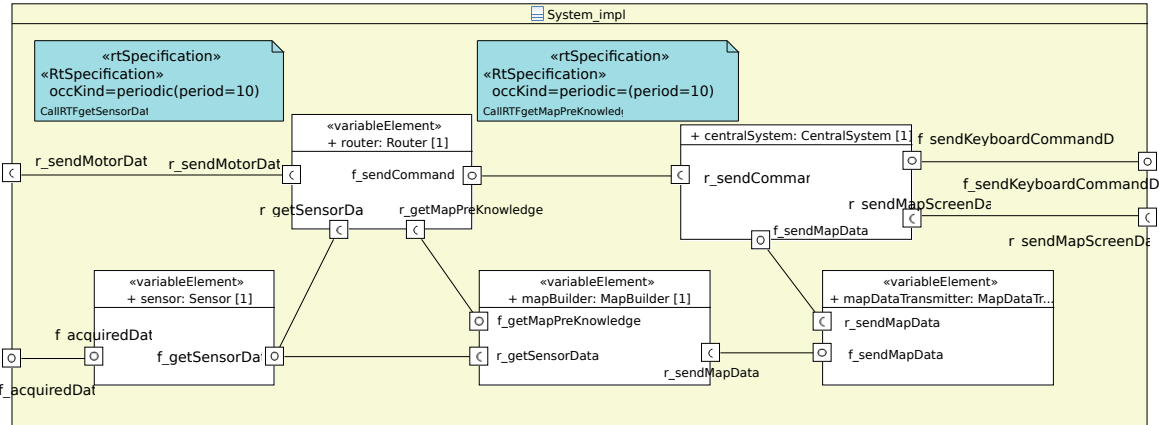 System_impl
«rtSpecification»
«RtSpecification»
occKind=periodic(period=10)
CallRTFgetSensorDat
«rtSpecification»
«RtSpecification»
occKind=periodic=(period=10)
CallRTFgetMapPreKnowledg
«variableElement»
+ router: Router [1]
+ centralSystem: CentralSystem [1]
f_sendKeyboardCommandD
r_sendMotorDat
r_sendMotorDat
f_sendCommand
r_sendCommar
f_sendKeyboardCommandD
r_getSensorDa
r_getMapPreKnowledge
r_sendMapScreenDa
f_sendMapData
r_sendMapScreenDa
«variableElement»
+ sensor: Sensor [1]
«variableElement»
+ mapBuilder: MapBuilder [1]
«variableElement»
+ mapDataTransmitter: MapDataTr...
f_acquiredDat
f_getMapPreKnowledge
r_sendMapData
f_getSensorDat
r_getSensorData
f_sendMapData
r_sendMapData
f_acquiredDat